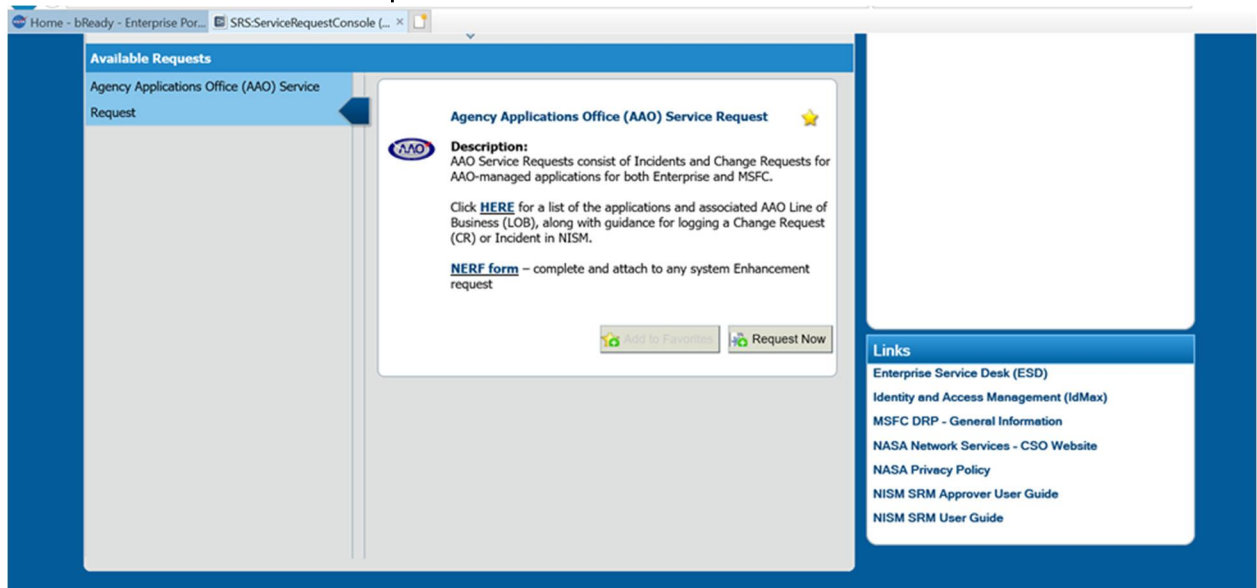 Home - bReady - Enterprise Por...
SRS:ServiceRequestConsole (...
Available Requests
Agency Applications Office (AAO) Service
Request
Agency Applications Office (AAO) Service Request
AAO
Description:
AAO Service Requests consist of Incidents and Change Requests for
AAO-managed applications for both Enterprise and MSFC.
Click HERE for a list of the applications and associated AAO Line of
Business (LOB), along with guidance for logging a Change Request
(CR) or Incident in NISM.
NERF form – complete and attach to any system Enhancement
request
Add to Favorites
Request Now
Links
Enterprise Service Desk (ESD)
Identity and Access Management (IdMax)
MSFC DRP - General Information
NASA Network Services - CSO Website
NASA Privacy Policy
NISM SRM Approver User Guide
NISM SRM User Guide